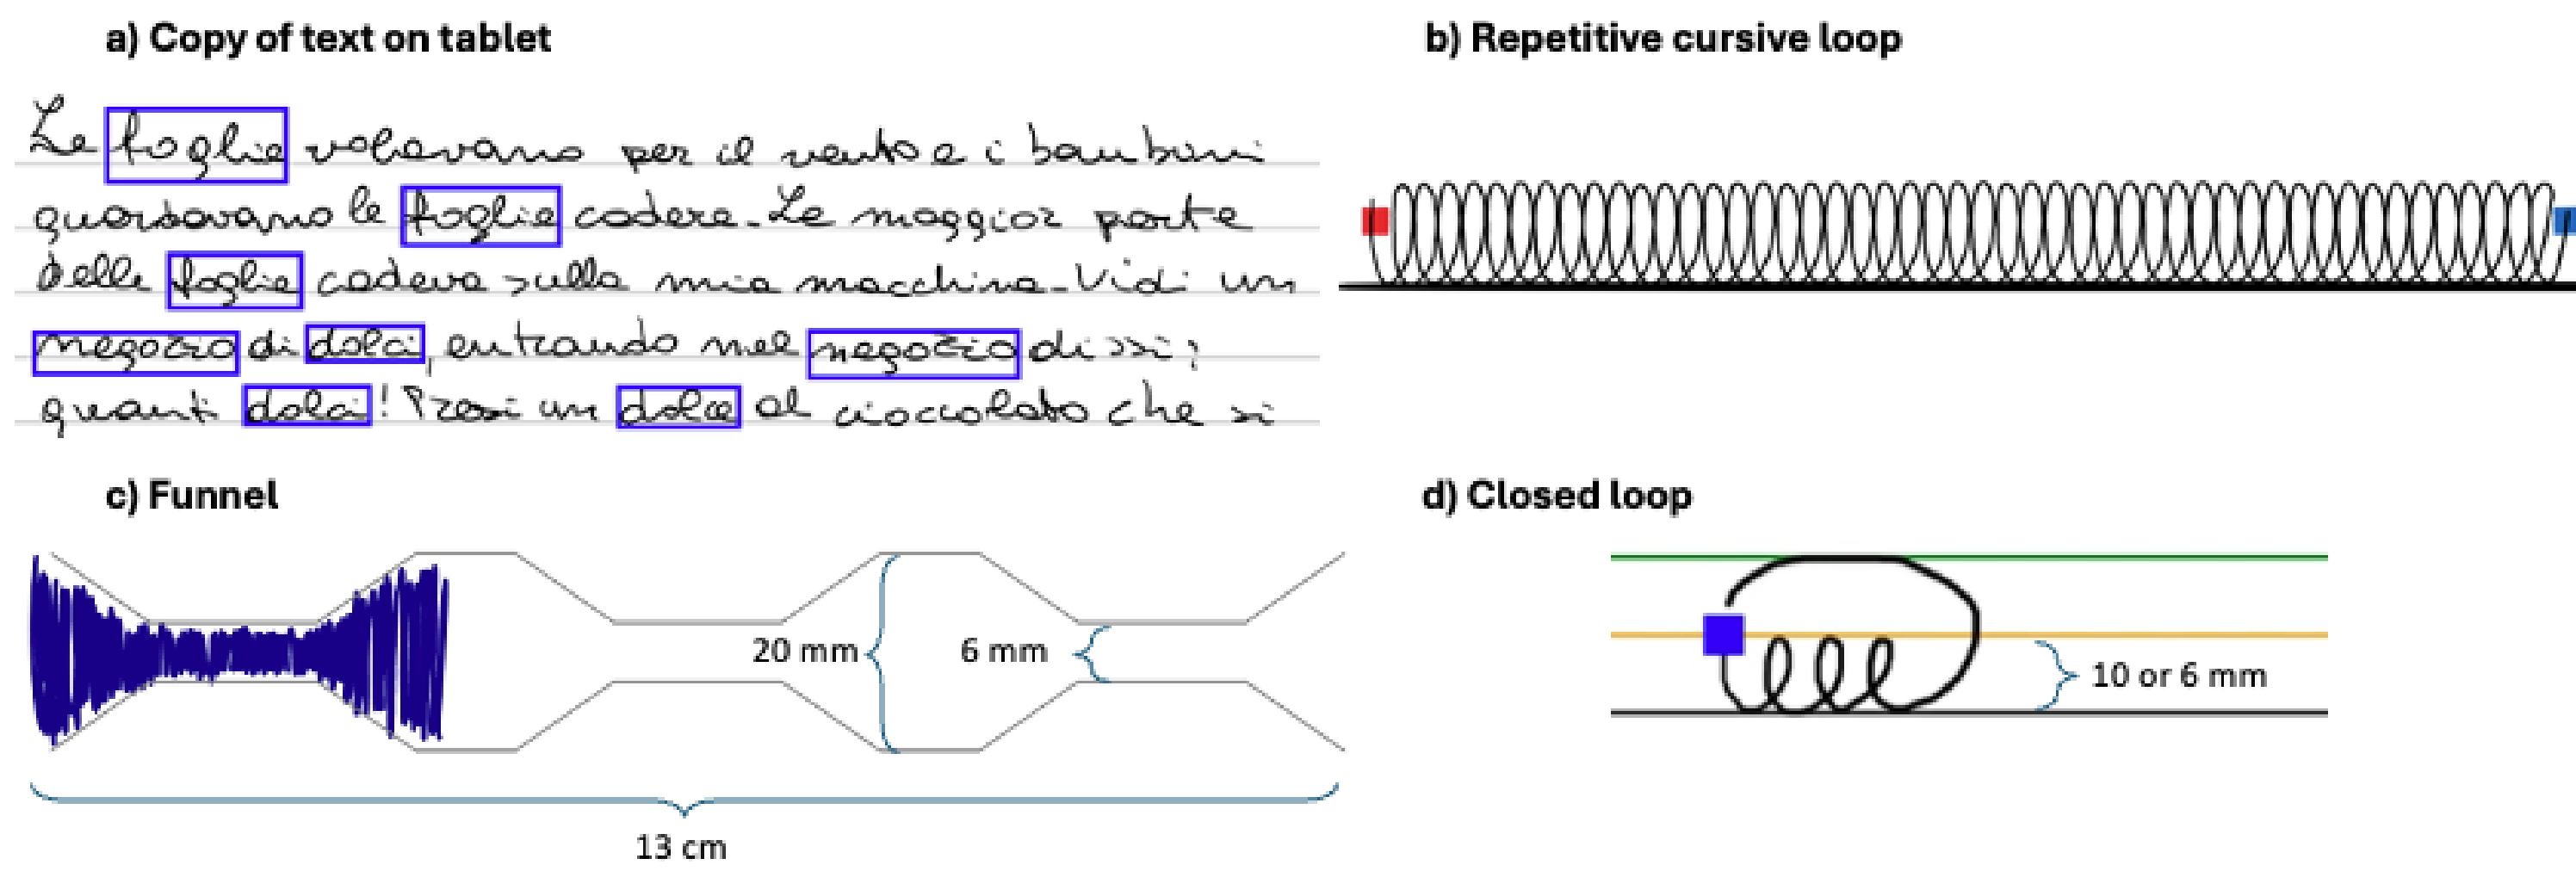 a) Copy of text on tablet
Le foglie volavano per il vento e i bambini
guardavano le foglie cadere. Le maggior parte
delle foglie cadeva sulla mia macchina. Vidi un
negozio di dolci, entrando nel negozio dissi:
quanti dolci! Presi un dolce al cioccolato che si
b) Repetitive cursive loop
c) Funnel
20 mm
6 mm
13 cm
d) Closed loop
10 or 6 mm